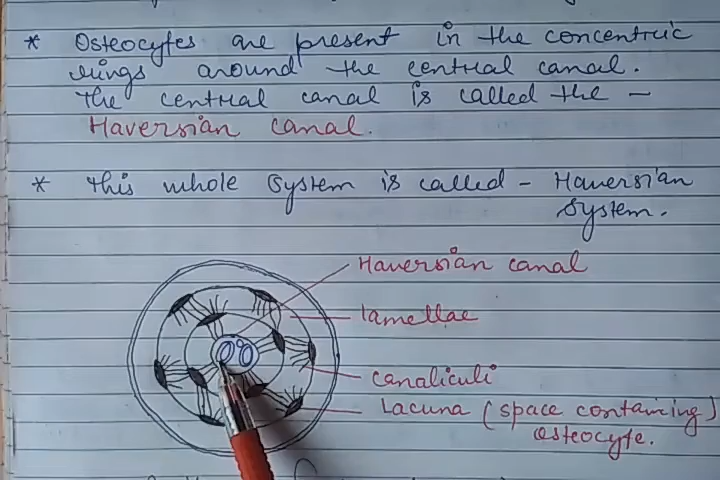 * Osteocytes are present in the concentric
rings around the central canal.
The central canal is called the -
Haversian canal.
* This whole System is called - Haversian
System.
Haversian canal
lamellae
canaliculi
Lacuna (space containing)
osteocyte.